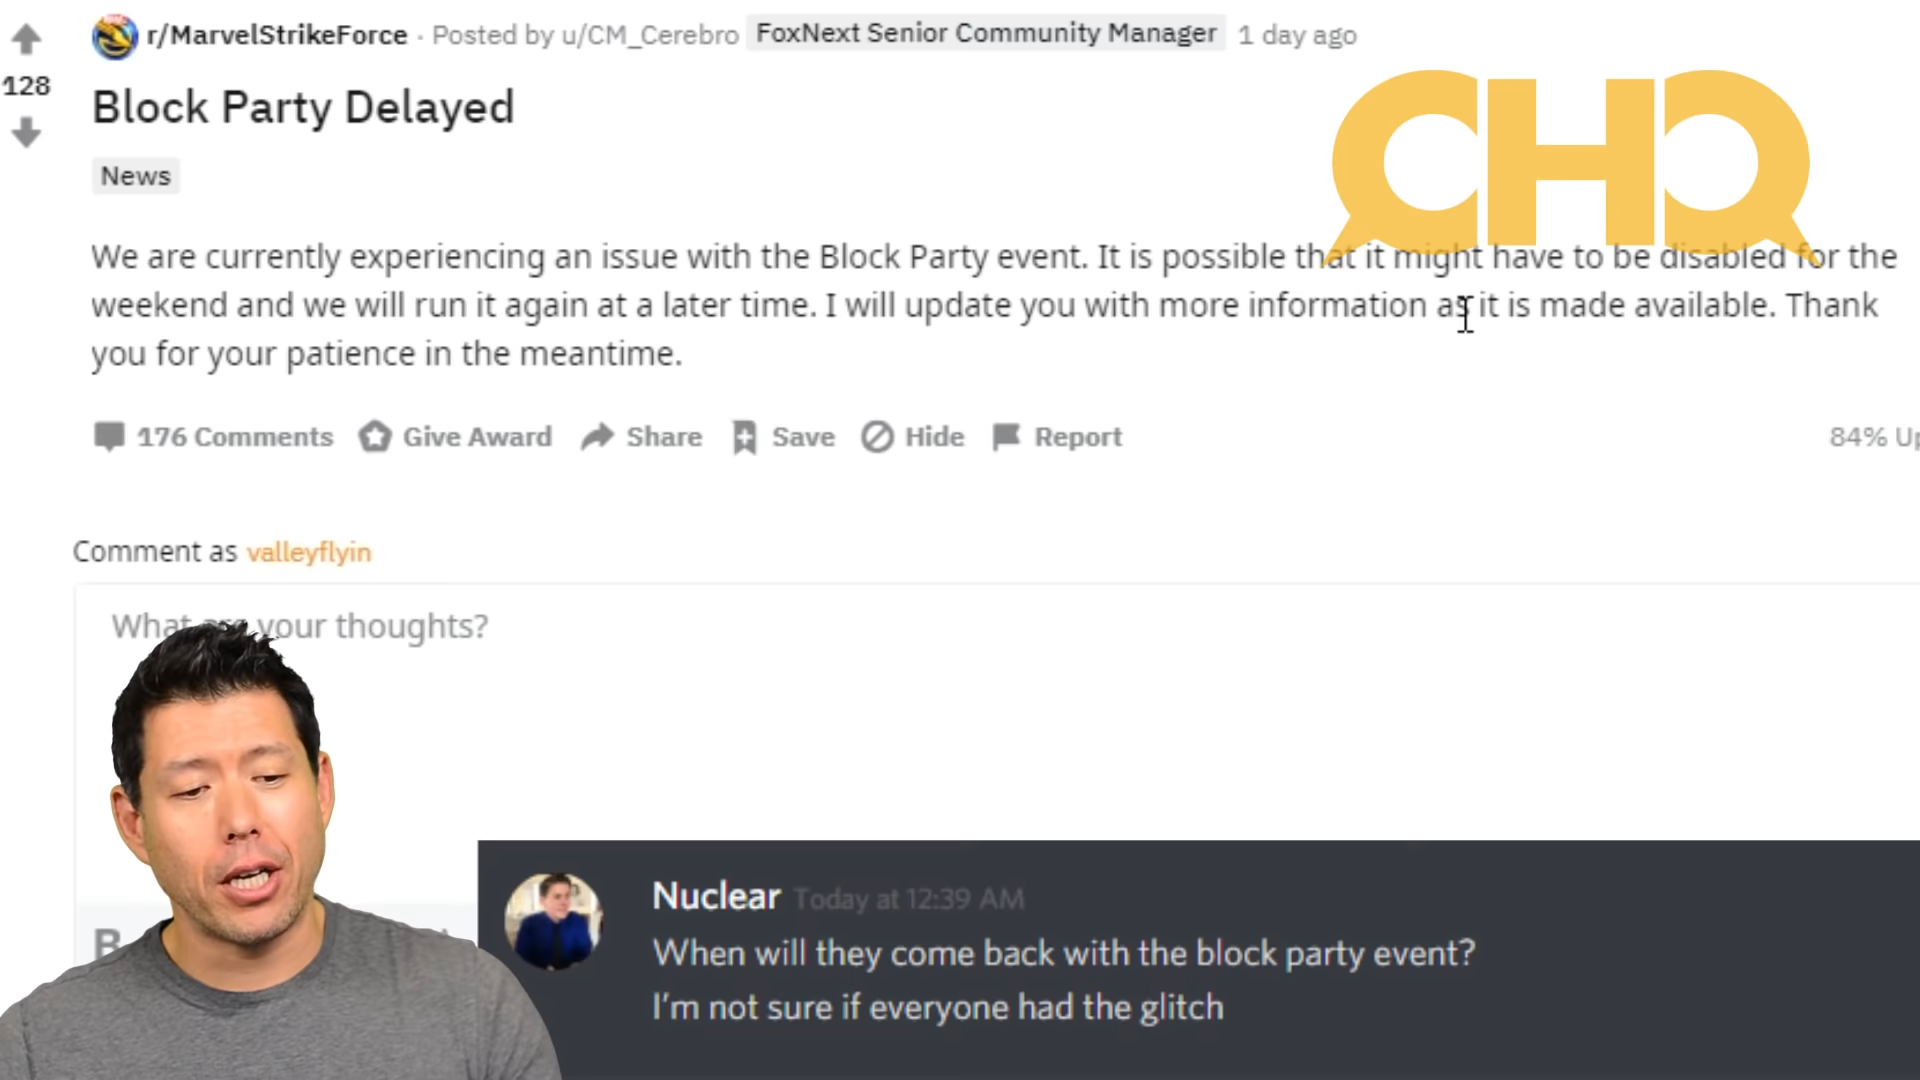 r/MarvelStrikeForce · Posted by u/CM_Cerebro FoxNext Senior Community Manager 1 day ago
128
Block Party Delayed
CHC
News
We are currently experiencing an issue with the Block Party event. It is possible that it might have to be disabled for the
weekend and we will run it again at a later time. I will update you with more information as it is made available. Thank
you for your patience in the meantime.
176 Comments Give Award Share Save Hide Report 84% Up
Comment as valleyflyin
What are your thoughts?
B
Nuclear Today at 12:39 AM
When will they come back with the block party event?
I'm not sure if everyone had the glitch